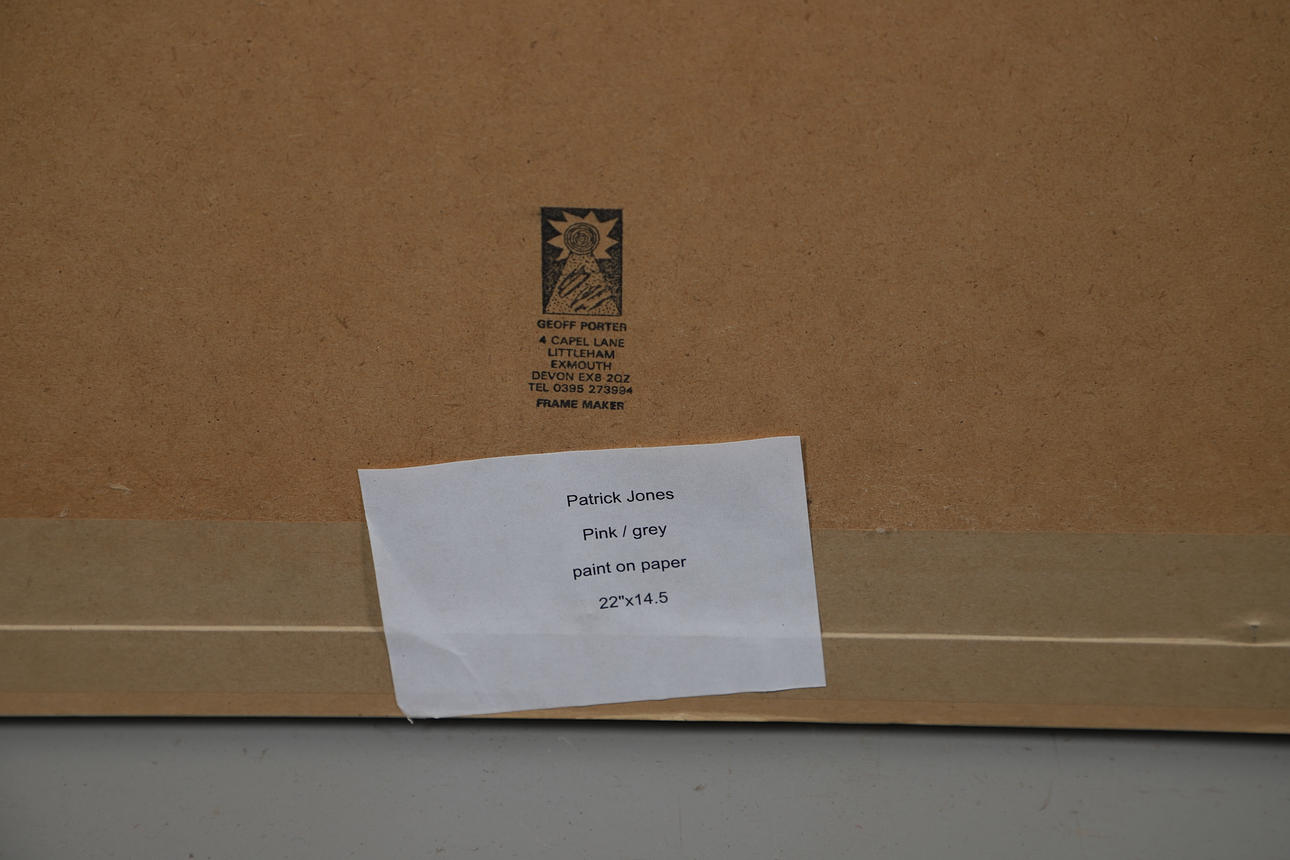 GEOFF PORTER
4 CAPEL LANE
LITTLEHAM
EXMOUTH
DEVON EX8 2QZ
TEL 0395 273994
FRAME MAKER
Patrick Jones
Pink / grey
paint on paper
22"x14.5